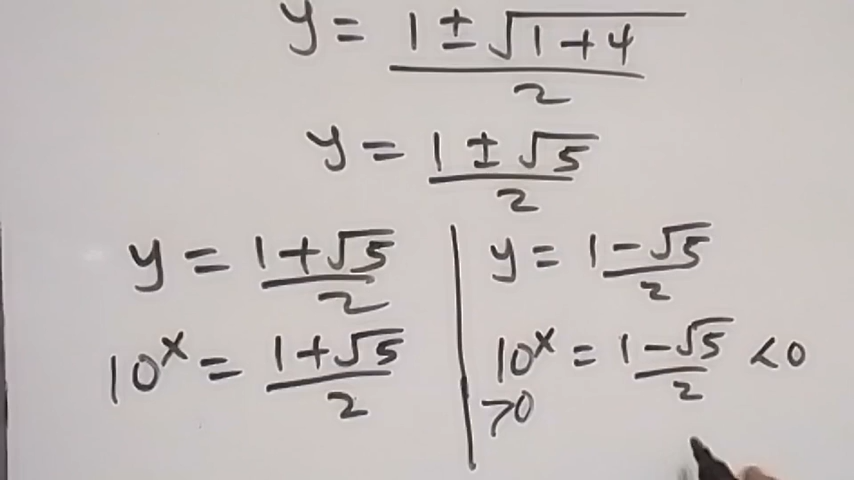 y = (1 ± √(1+4))/2
y = (1 ± √5)/2
y = (1+√5)/2
10^x = (1+√5)/2
y = (1-√5)/2
10^x = (1-√5)/2 <0
>0